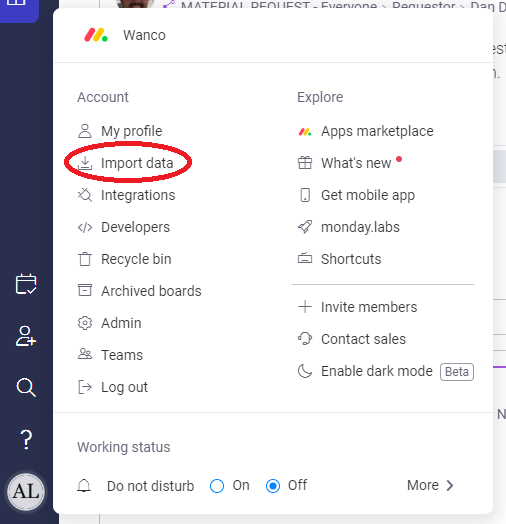 MATERIAL REQUEST - Everyone > Requestor > Dan D
Wanco
est
n.
Account
My profile
Import data
Integrations
Developers
Recycle bin
Archived boards
Admin
Teams
Log out
Explore
Apps marketplace
What's new
Get mobile app
monday.labs
Shortcuts
Invite members
Contact sales
Enable dark mode Beta
N
Working status
Do not disturb On Off More >
?
AL